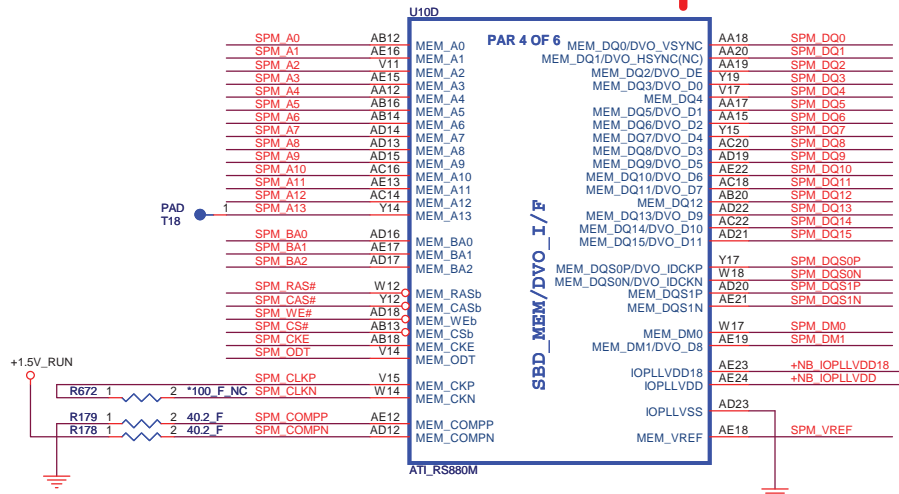 U10D
PAR 4 OF 6
SPM_A0 AB12 MEM_A0 MEM_DQ0/DVO_VSYNC AA18 SPM_DQ0
SPM_A1 AE16 MEM_A1 MEM_DQ1/DVO_HSYNC(NC) AA20 SPM_DQ1
SPM_A2 V11 MEM_A2 MEM_DQ2/DVO_DE AA19 SPM_DQ2
SPM_A3 AE15 MEM_A3 MEM_DQ3/DVO_D0 Y19 SPM_DQ3
SPM_A4 AA12 MEM_A4 MEM_DQ4 V17 SPM_DQ4
SPM_A5 AB16 MEM_A5 MEM_DQ5/DVO_D1 AA17 SPM_DQ5
SPM_A6 AB14 MEM_A6 MEM_DQ6/DVO_D2 AA15 SPM_DQ6
SPM_A7 AD14 MEM_A7 MEM_DQ7/DVO_D4 Y15 SPM_DQ7
SPM_A8 AD13 MEM_A8 MEM_DQ8/DVO_D3 AC20 SPM_DQ8
SPM_A9 AD15 MEM_A9 MEM_DQ9/DVO_D5 AD19 SPM_DQ9
SPM_A10 AC16 MEM_A10 MEM_DQ10/DVO_D6 AE22 SPM_DQ10
SPM_A11 AE13 MEM_A11 MEM_DQ11/DVO_D7 AC18 SPM_DQ11
SPM_A12 AC14 MEM_A12 MEM_DQ12 AB20 SPM_DQ12
PAD 1 SPM_A13 Y14 MEM_A13 MEM_DQ13/DVO_D9 AD22 SPM_DQ13
T18
MEM_DQ14/DVO_D10 AC22 SPM_DQ14
MEM_DQ15/DVO_D11 AD21 SPM_DQ15
SPM_BA0 AD16 MEM_BA0
SPM_BA1 AE17 MEM_BA1
SPM_BA2 AD17 MEM_BA2
MEM_DQS0P/DVO_IDCKP Y17 SPM_DQS0P
MEM_DQS0N/DVO_IDCKN W18 SPM_DQS0N
MEM_DQS1P AD20 SPM_DQS1P
MEM_DQS1N AE21 SPM_DQS1N
SPM_RAS# W12 MEM_RASb
SPM_CAS# Y12 MEM_CASb
SPM_WE# AD18 MEM_WEb
SPM_CS# AB13 MEM_CSb
SPM_CKE AB18 MEM_CKE
SPM_ODT V14 MEM_ODT
MEM_DM0 W17 SPM_DM0
MEM_DM1/DVO_D8 AE19 SPM_DM1
SBD_MEM/DVO_I/F
+1.5V_RUN
SPM_CLKP V15 MEM_CKP
R672 1 2 *100_F_NC SPM_CLKN W14 MEM_CKN
IOPLLVDD18 AE23 +NB_IOPLLVDD18
IOPLLVDD AE24 +NB_IOPLLVDD
IOPLLVSS AD23
R179 1 2 40.2_F SPM_COMPP AE12 MEM_COMPP
R178 1 2 40.2_F SPM_COMPN AD12 MEM_COMPN
MEM_VREF AE18 SPM_VREF
ATI_RS880M